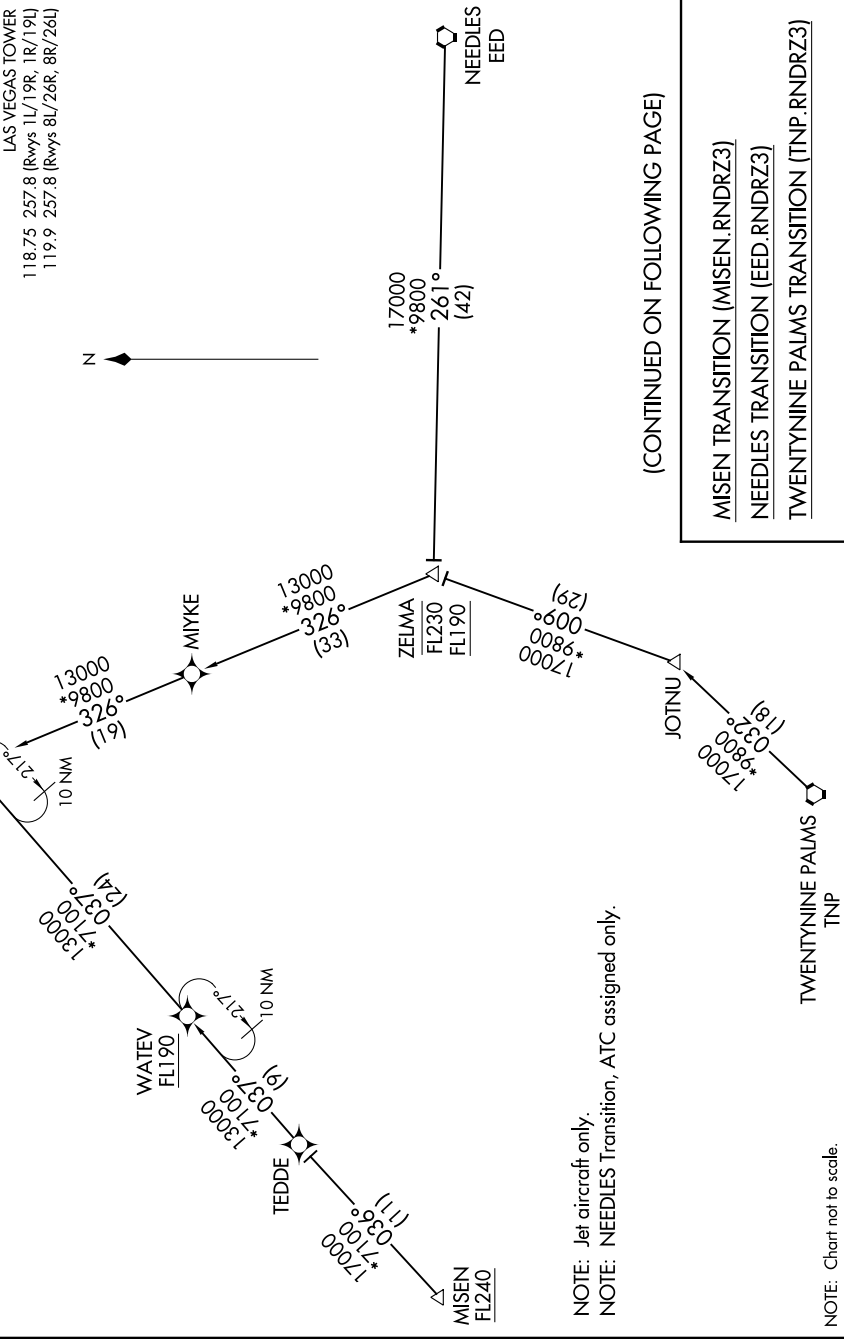 LAS VEGAS TOWER
118.75 257.8 (Rwys 1L/19R, 1R/19L)
119.9 257.8 (Rwys 8L/26R, 8R/26L)
N
NEEDLES
EED
17000
*9800
261°
(42)
13000
*9800
326°
(19)
217°
10 NM
MIYKE
13000
*9800
326°
(33)
ZELMA
FL230
FL190
13000
*7100
037°
(24)
WATEV
FL190
217°
10 NM
13000
*7100
037°
(9)
TEDDE
17000
*7100
036°
(11)
MISEN
FL240
17000
*9800
009°
(29)
JOTNU
17000
*9800
032°
(18)
TWENTYNINE PALMS
TNP
NOTE: Jet aircraft only.
NOTE: NEEDLES Transition, ATC assigned only.
NOTE: Chart not to scale.
(CONTINUED ON FOLLOWING PAGE)
MISEN TRANSITION (MISEN.RNDRZ3)
NEEDLES TRANSITION (EED.RNDRZ3)
TWENTYNINE PALMS TRANSITION (TNP.RNDRZ3)